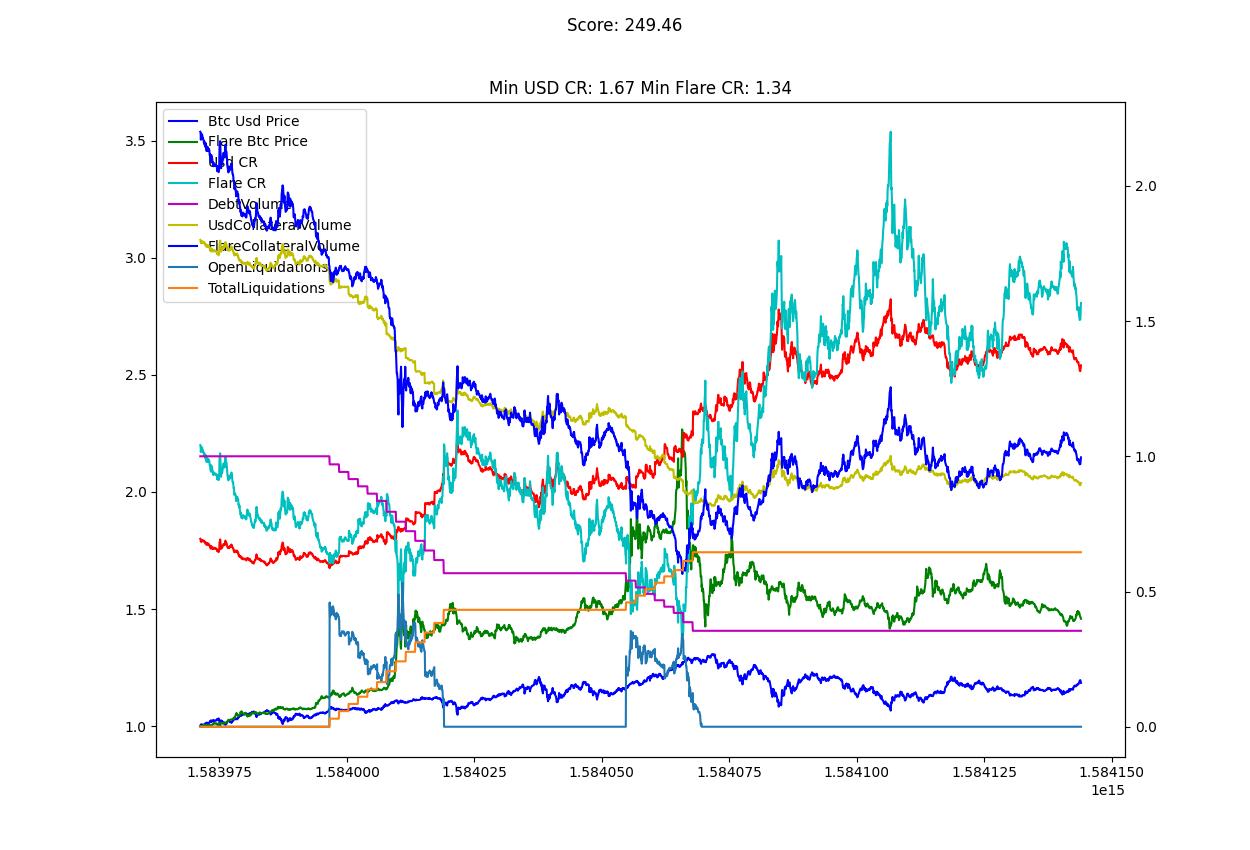 Score: 249.46
Min USD CR: 1.67 Min Flare CR: 1.34
Btc Usd Price
Flare Btc Price
Usd CR
Flare CR
DebtVolume
UsdCollateralVolume
FlareCollateralVolume
OpenLiquidations
TotalLiquidations
3.5
3.0
2.5
2.0
1.5
1.0
2.0
1.5
1.0
0.5
0.0
1.583975
1.584000
1.584025
1.584050
1.584075
1.584100
1.584125
1.584150
1e15